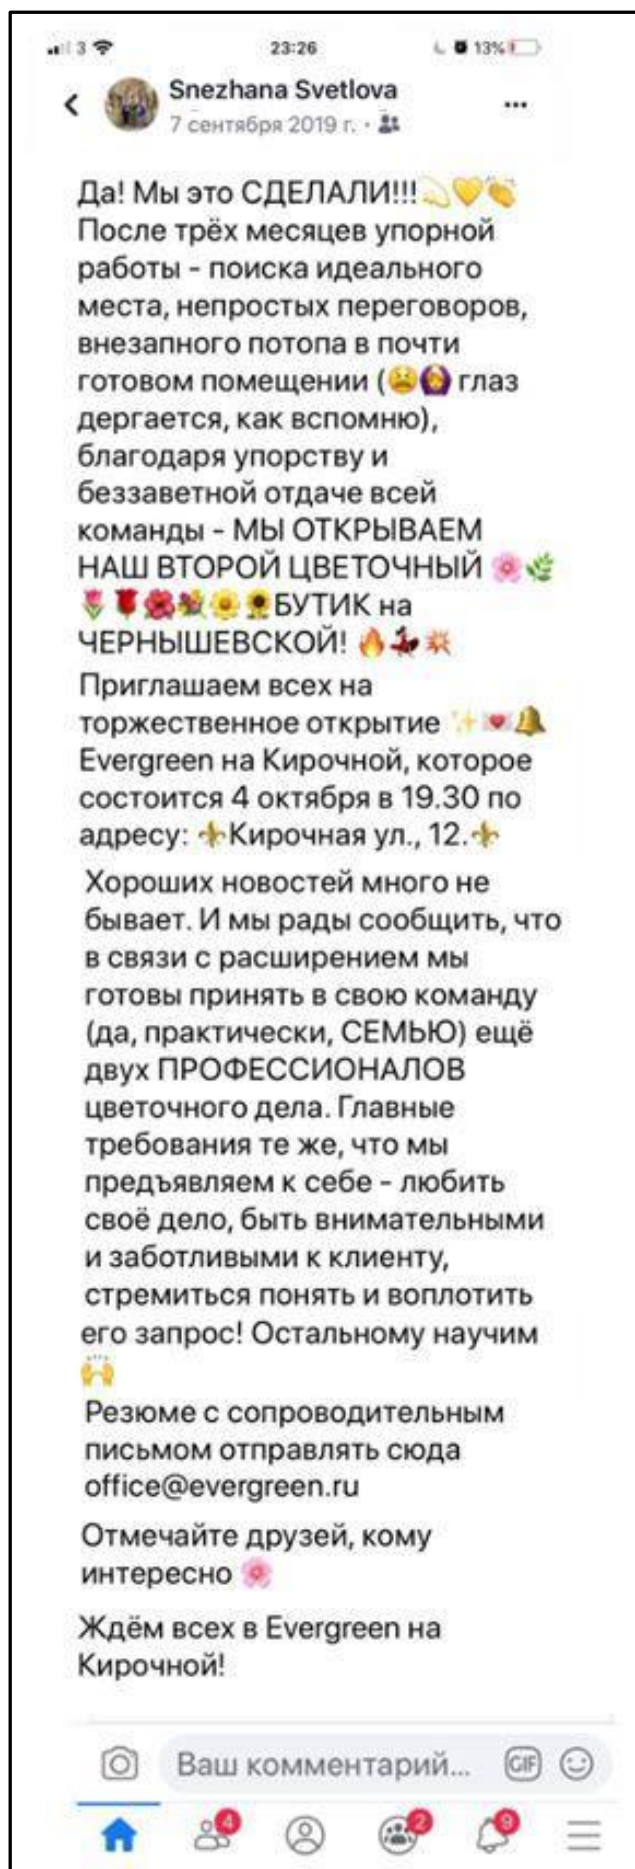 3
23:26
13%
Snezhana Svetlova
7 сентября 2019 г. ·
Да! Мы это СДЕЛАЛИ!!!💫💛👏
После трёх месяцев упорной
работы - поиска идеального
места, непростых переговоров,
внезапного потопа в почти
готовом помещении (😫🙆‍♀️ глаз
дергается, как вспомню),
благодаря упорству и
беззаветной отдаче всей
команды - МЫ ОТКРЫВАЕМ
НАШ ВТОРОЙ ЦВЕТОЧНЫЙ 🌸🌿
🌷🌹🌺💐🌼🌻БУТИК на
ЧЕРНЫШЕВСКОЙ! 🔥💃💥
Приглашаем всех на
торжественное открытие ✨💌🔔
Evergreen на Кирочной, которое
состоится 4 октября в 19.30 по
адресу: ⚜️Кирочная ул., 12.⚜️
Хороших новостей много не
бывает. И мы рады сообщить, что
в связи с расширением мы
готовы принять в свою команду
(да, практически, СЕМЬЮ) ещё
двух ПРОФЕССИОНАЛОВ
цветочного дела. Главные
требования те же, что мы
предъявляем к себе - любить
своё дело, быть внимательными
и заботливыми к клиенту,
стремиться понять и воплотить
его запрос! Остальному научим
🙌
Резюме с сопроводительным
письмом отправлять сюда
office@evergreen.ru
Отмечайте друзей, кому
интересно 🌸
Ждём всех в Evergreen на
Кирочной!
Ваш комментарий... GIF
4
2
9